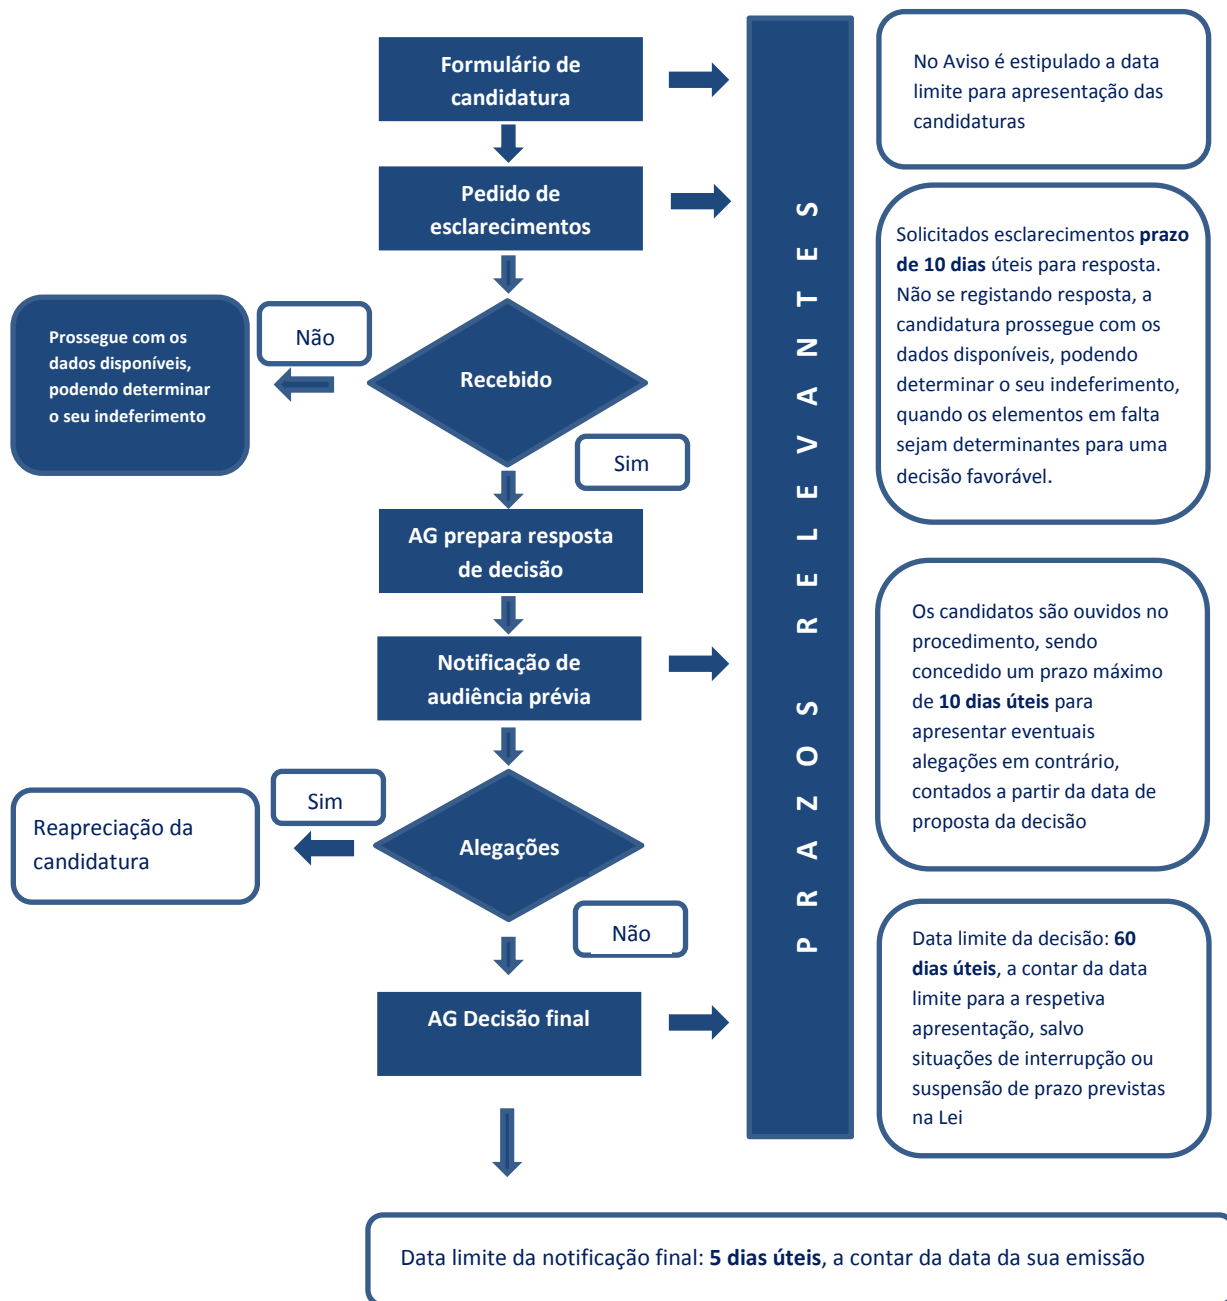 Formulário de
candidatura
No Aviso é estipulado a data
limite para apresentação das
candidaturas
Pedido de
esclarecimentos
Solicitados esclarecimentos prazo
de 10 dias úteis para resposta.
Não se registando resposta, a
candidatura prossegue com os
dados disponíveis, podendo
determinar o seu indeferimento,
quando os elementos em falta
sejam determinantes para uma
decisão favorável.
Recebido
Não
Prossegue com os
dados disponíveis,
podendo determinar
o seu indeferimento
Sim
AG prepara resposta
de decisão
Notificação de
audiência prévia
Os candidatos são ouvidos no
procedimento, sendo
concedido um prazo máximo
de 10 dias úteis para
apresentar eventuais
alegações em contrário,
contados a partir da data de
proposta da decisão
Alegações
Sim
Reapreciação da
candidatura
Não
AG Decisão final
Data limite da decisão: 60
dias úteis, a contar da data
limite para a respetiva
apresentação, salvo
situações de interrupção ou
suspensão de prazo previstas
na Lei
PRAZOS RELEVANTES
Data limite da notificação final: 5 dias úteis, a contar da data da sua emissão